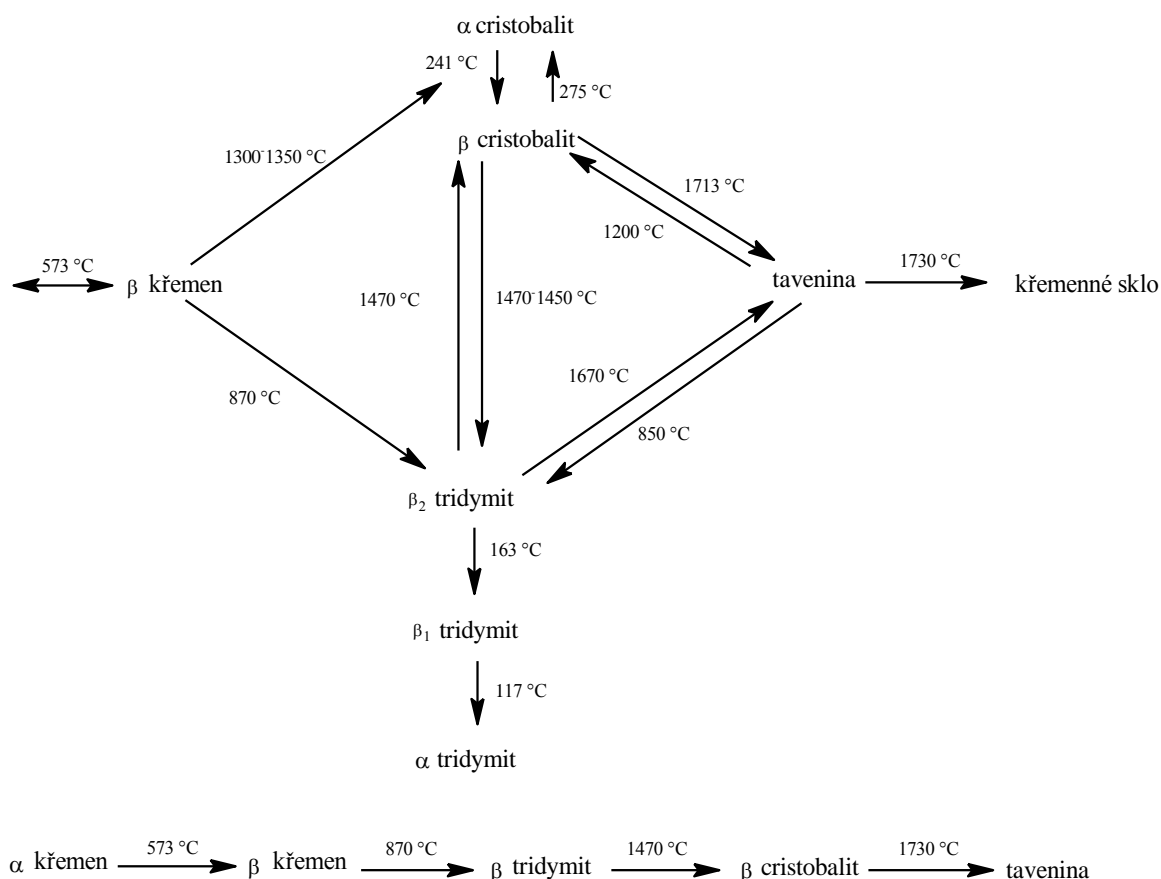 α cristobalit
241 °C
275 °C
β cristobalit
1300-1350 °C
1713 °C
1200 °C
573 °C
β křemen
1470 °C
1470-1450 °C
tavenina
1730 °C
křemenné sklo
870 °C
1670 °C
850 °C
β₂ tridymit
163 °C
β₁ tridymit
117 °C
α tridymit
α křemen 573 °C β křemen 870 °C β tridymit 1470 °C β cristobalit 1730 °C tavenina